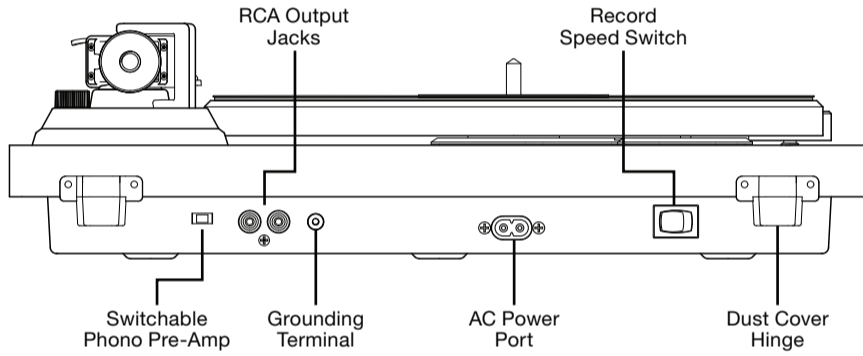 RCA Output
Jacks
Record
Speed Switch
Switchable
Phono Pre-Amp
Grounding
Terminal
AC Power
Port
Dust Cover
Hinge